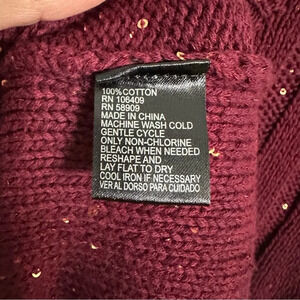 100%COTTON
RN 106409
RN 58909
MADE IN CHINA
MACHINE WASH COLD
GENTLE CYCLE
ONLY NON-CHLORINE
BLEACH WHEN NEEDED
RESHAPE AND
LAY FLAT TO DRY
COOL IRON IF NECESSARY
VER AL DORSO PARA CUIDADO